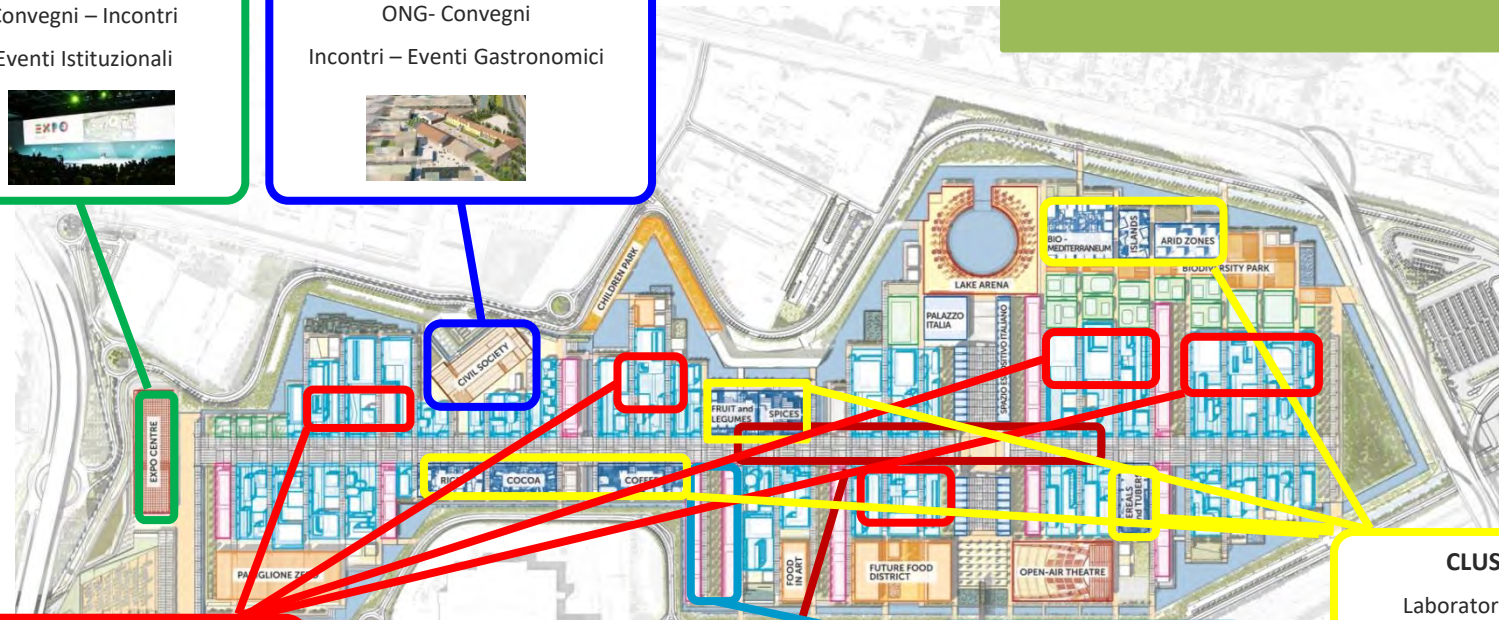 Convegni – Incontri
Eventi Istituzionali
EXPO
ONG- Convegni
Incontri – Eventi Gastronomici
CHILDREN PARK
LAKE ARENA
BIO -
MEDITERRANEUM
ISLANDS
ARID ZONES
BIODIVERSITY PARK
PALAZZO
ITALIA
SPAZIO ESPOSITIVO ITALIANO
CIVIL SOCIETY
EXPO CENTRE
FRUIT and
LEGUMES
SPICES
RICE
COCOA
COFFEE
EREALS
nd TUBERS
PADIGLIONE ZERO
FOOD
IN ART
FUTURE FOOD
DISTRICT
OPEN-AIR THEATRE
CLUS
Laborator